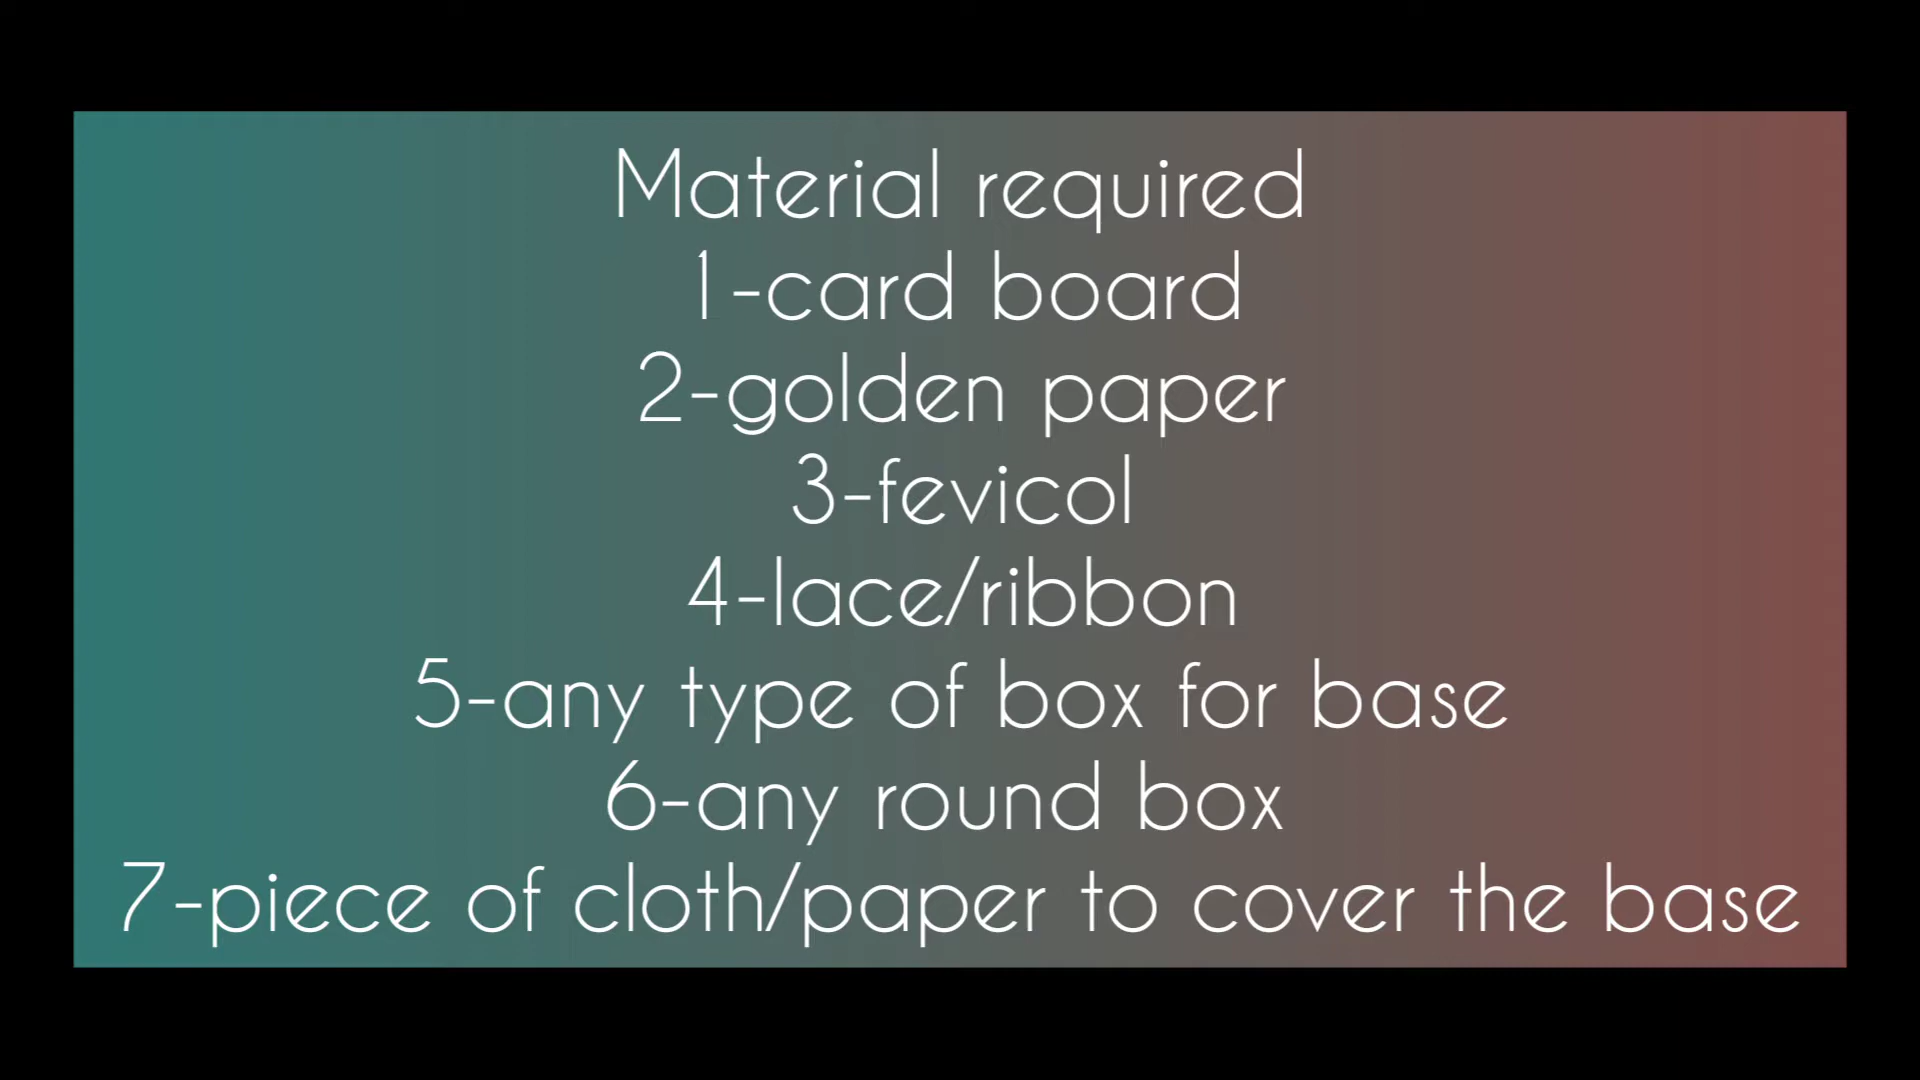 Material required
1-card board
2-golden paper
3-fevicol
4-lace/ribbon
5-any type of box for base
6-any round box
7-piece of cloth/paper to cover the base